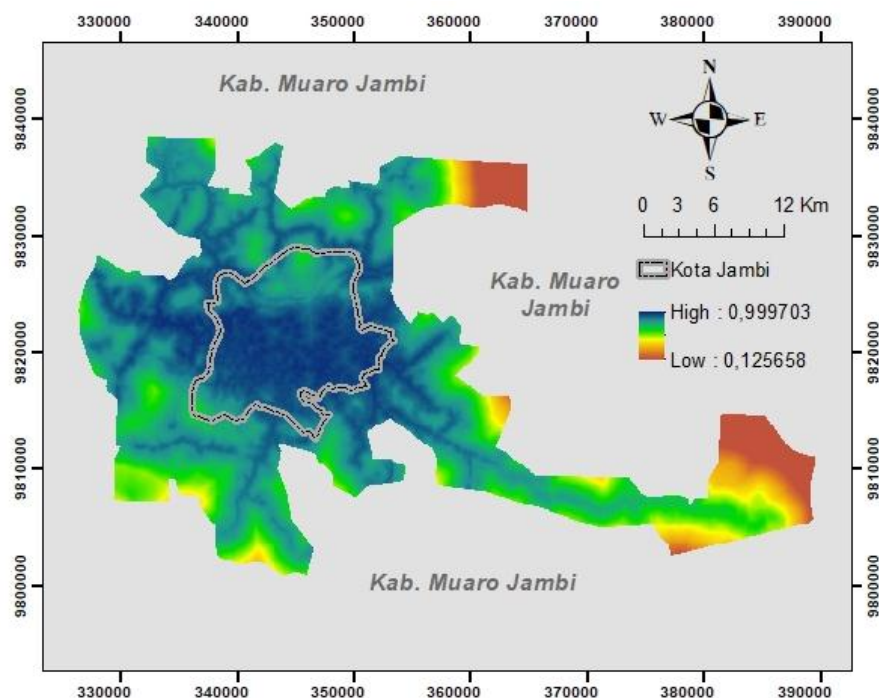 330000 340000 350000 360000 370000 380000 390000
Kab. Muaro Jambi
N
W E
S
0 3 6 12 Km
Kota Jambi
Kab. Muaro
Jambi
High : 0,999703
Low : 0,125658
Kab. Muaro Jambi
9840000
9830000
9820000
9810000
9800000
9840000
9830000
9820000
9810000
9800000
330000 340000 350000 360000 370000 380000 390000